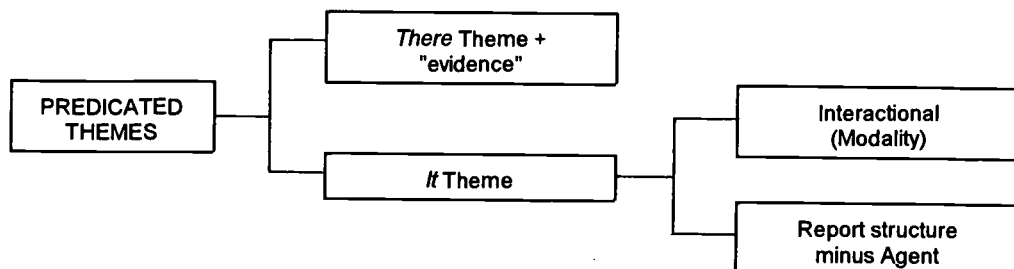 There Theme +
"evidence"
PREDICATED
THEMES
It Theme
Interactional
(Modality)
Report structure
minus Agent